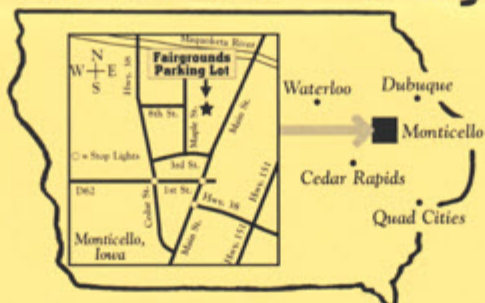 Maquoketa River
N
W E
S
Hwy. 38
Fairgrounds
Parking Lot
8th St.
Maple St.
Main St.
Hwy. 151
○ = Stop Lights
3rd St.
D62
1st St.
Cedar St.
Hwy. 38
Main St.
Hwy. 151
Monticello,
Iowa
Waterloo
Dubuque
Monticello
Cedar Rapids
Quad Cities